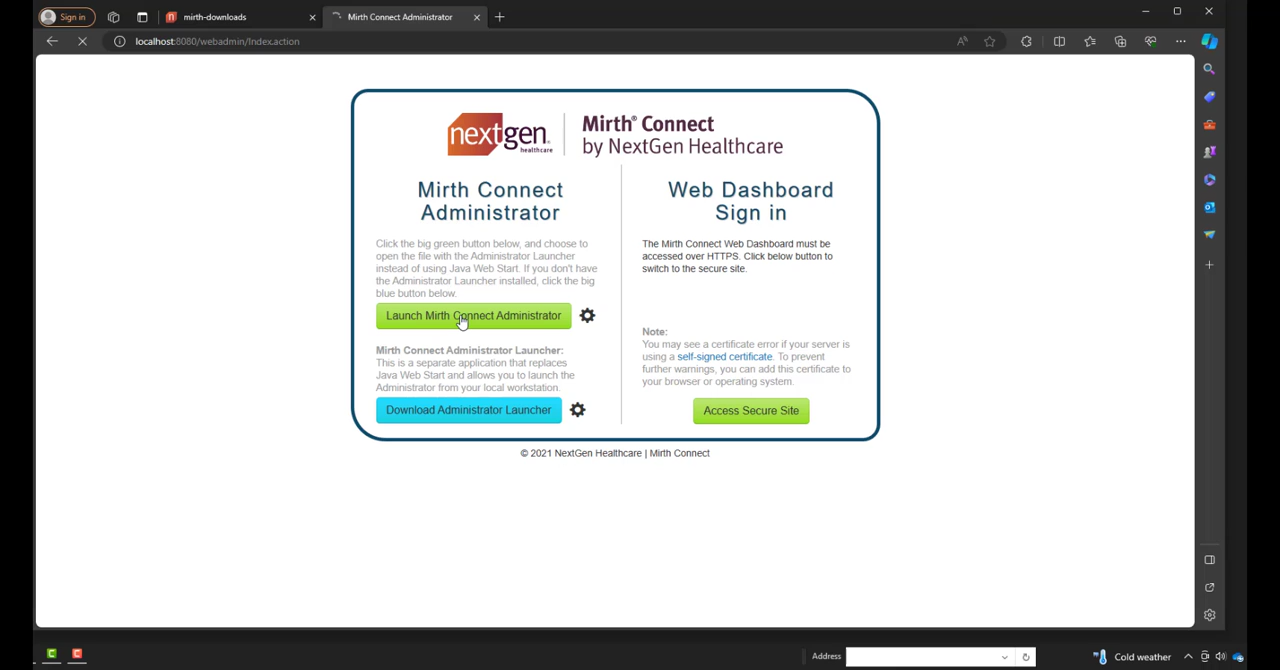 Sign in
mirth-downloads
Mirth Connect Administrator
localhost:8080/webadmin/Index.action
nextgen
healthcare
Mirth® Connect
by NextGen Healthcare
Mirth Connect
Administrator
Click the big green button below, and choose to
open the file with the Administrator Launcher
instead of using Java Web Start. If you don't have
the Administrator Launcher installed, click the big
blue button below.
Launch Mirth Connect Administrator
Mirth Connect Administrator Launcher:
This is a separate application that replaces
Java Web Start and allows you to launch the
Administrator from your local workstation.
Download Administrator Launcher
Web Dashboard
Sign in
The Mirth Connect Web Dashboard must be
accessed over HTTPS. Click below button to
switch to the secure site.
Note:
You may see a certificate error if your server is
using a self-signed certificate. To prevent
further warnings, you can add this certificate to
your browser or operating system.
Access Secure Site
© 2021 NextGen Healthcare | Mirth Connect
Address
Cold weather